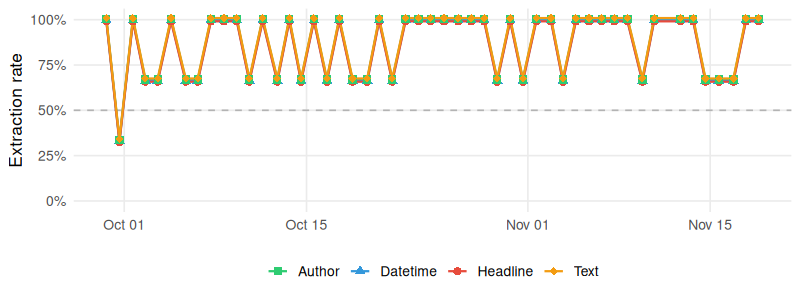 100%
75%
50%
25%
0%
Extraction rate
Oct 01 Oct 15 Nov 01 Nov 15
Author Datetime Headline Text